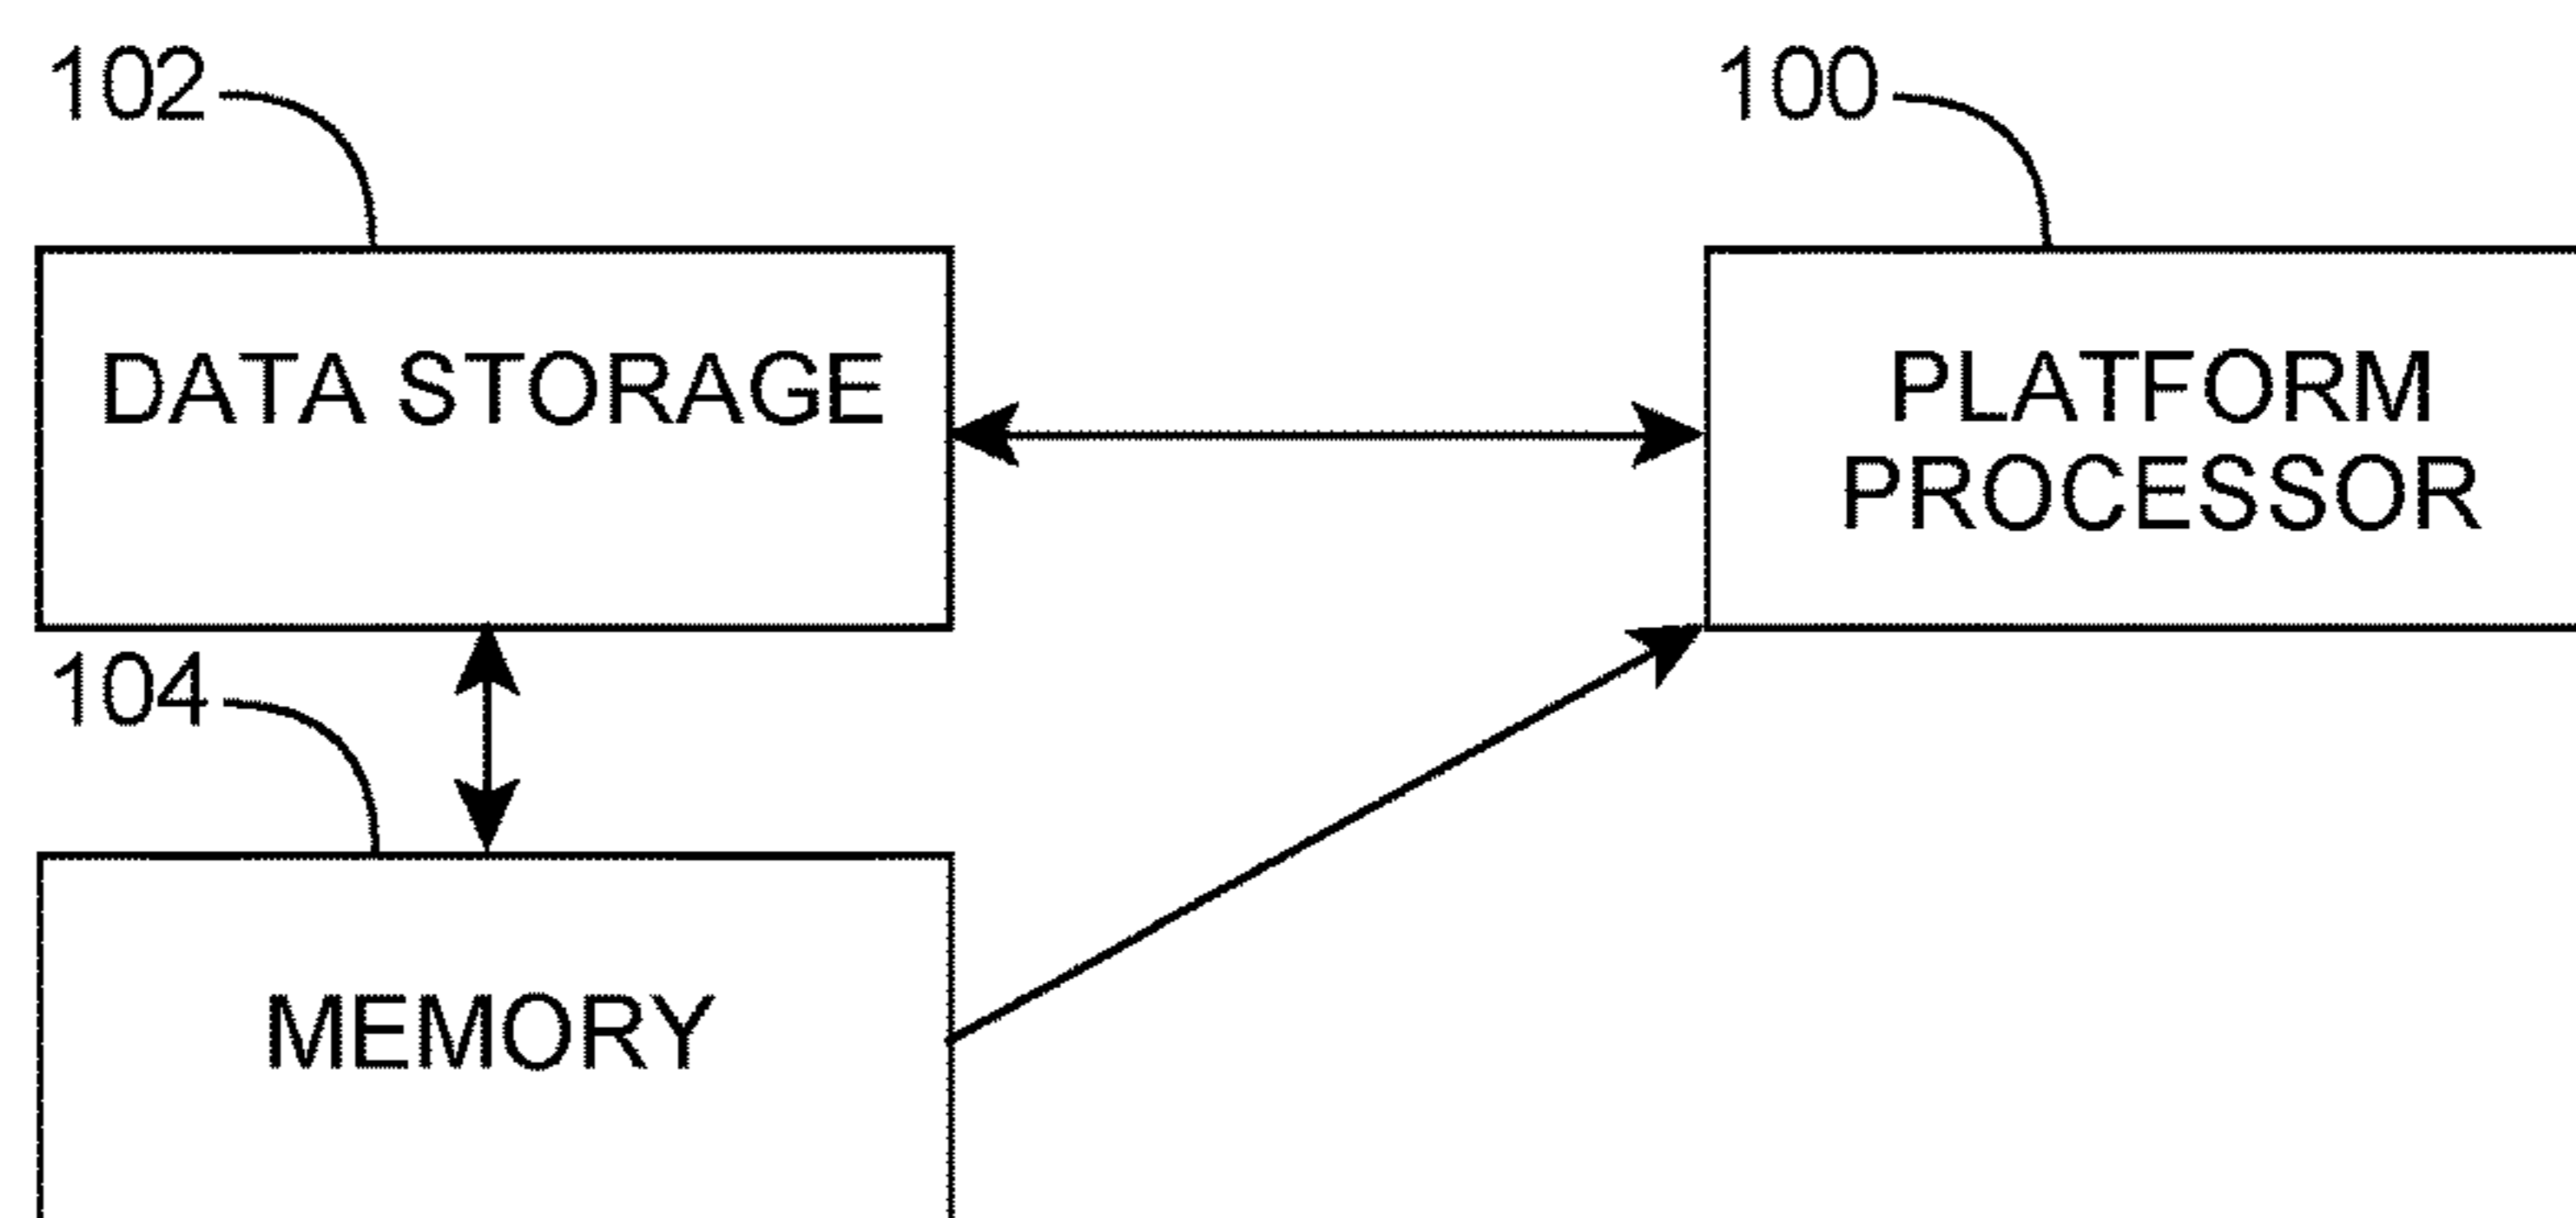 102
100
DATA STORAGE
PLATFORM
PROCESSOR
104
MEMORY